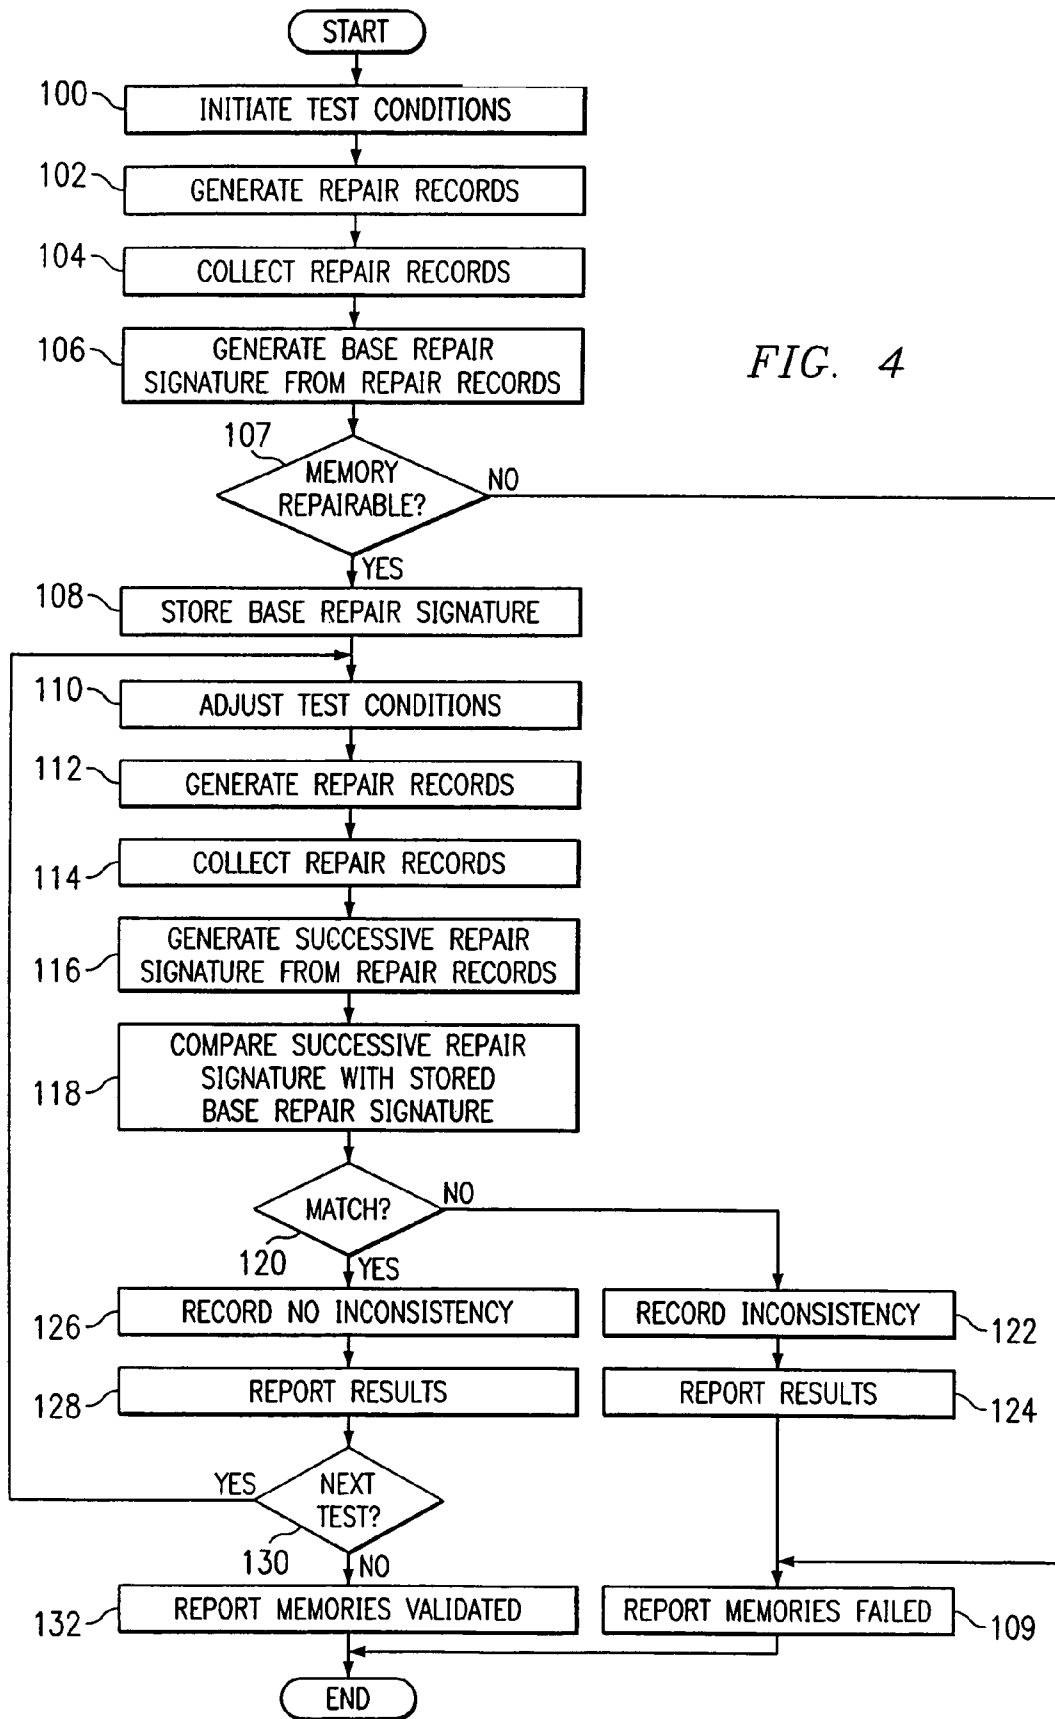 START
100
INITIATE TEST CONDITIONS
102
GENERATE REPAIR RECORDS
104
COLLECT REPAIR RECORDS
106
GENERATE BASE REPAIR
SIGNATURE FROM REPAIR RECORDS
FIG. 4
107
MEMORY
REPAIRABLE?
NO
YES
108
STORE BASE REPAIR SIGNATURE
110
ADJUST TEST CONDITIONS
112
GENERATE REPAIR RECORDS
114
COLLECT REPAIR RECORDS
116
GENERATE SUCCESSIVE REPAIR
SIGNATURE FROM REPAIR RECORDS
118
COMPARE SUCCESSIVE REPAIR
SIGNATURE WITH STORED
BASE REPAIR SIGNATURE
MATCH?
NO
120
YES
126
RECORD NO INCONSISTENCY
RECORD INCONSISTENCY
122
128
REPORT RESULTS
REPORT RESULTS
124
YES
NEXT
TEST?
130
NO
132
REPORT MEMORIES VALIDATED
REPORT MEMORIES FAILED
109
END